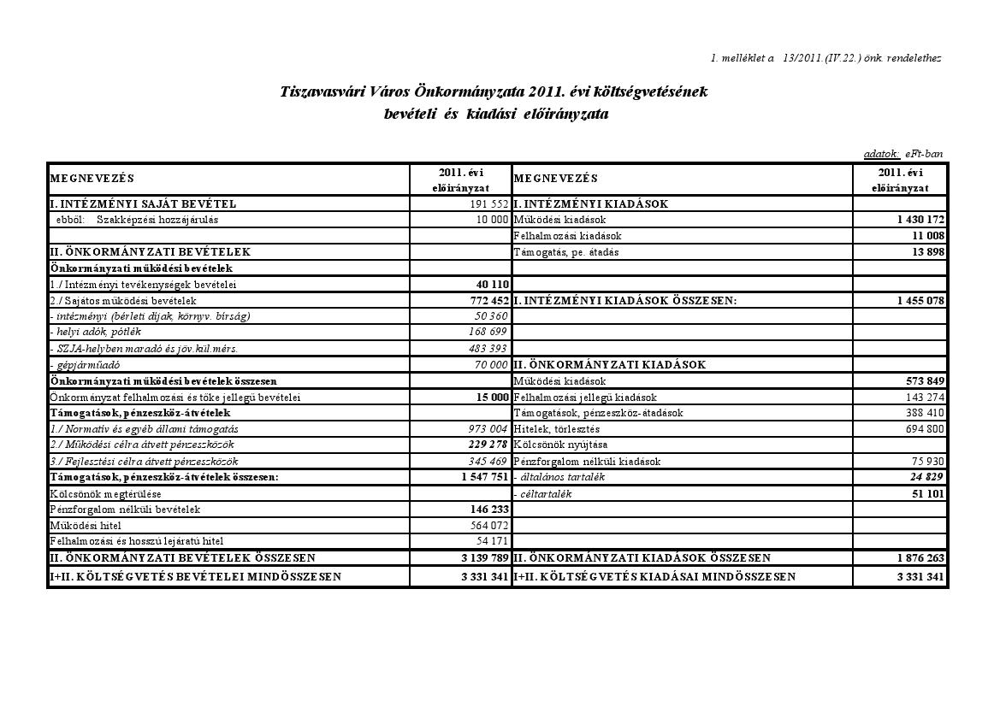 1. melléklet a 13/2011.(IV.22.) önk. rendelethez
Tiszavasvári Város Önkormányzata 2011. évi költségvetésének
bevételi és kiadási előirányzata
adatok: eFt-ban
MEGNEVEZÉS 2011. évi előirányzat MEGNEVEZÉS 2011. évi előirányzat
I. INTÉZMÉNYI SAJÁT BEVÉTEL 191 552 I. INTÉZMÉNYI KIADÁSOK
ebből: Szakképzési hozzájárulás 10 000 Működési kiadások 1 430 172
Felhalmozási kiadások 11 008
II. ÖNKORMÁNYZATI BEVÉTELEK Támogatás, pe. átadás 13 898
Önkormányzati működési bevételek
1./ Intézményi tevékenységek bevételei 40 110
2./ Sajátos működési bevételek 772 452 I. INTÉZMÉNYI KIADÁSOK ÖSSZESEN: 1 455 078
- intézményi (bérleti díjak, környv. bírság) 50 360
- helyi adók, pótlék 168 699
- SZJA-helyben maradó és jöv.kül.mérs. 483 393
- gépjárműadó 70 000 II. ÖNKORMÁNYZATI KIADÁSOK
Önkormányzati működési bevételek összesen Működési kiadások 573 849
Önkormányzat felhalmozási és tőke jellegű bevételei 15 000 Felhalmozási jellegű kiadások 143 274
Támogatások, pénzeszköz-átvételek Támogatások, pénzeszköz-átadások 388 410
1./ Normatív és egyéb állami támogatás 973 004 Hitelek, törlesztés 694 800
2./ Működési célra átvett pénzeszközök 229 278 Kölcsönök nyújtása
3./ Fejlesztési célra átvett pénzeszközök 345 469 Pénzforgalom nélküli kiadások 75 930
Támogatások, pénzeszköz-átvételek összesen: 1 547 751 - általános tartalék 24 829
Kölcsönök megtérülése - céltartalék 51 101
Pénzforgalom nélküli bevételek 146 233
Működési hitel 564 072
Felhalmozási és hosszú lejáratú hitel 54 171
II. ÖNKORMÁNYZATI BEVÉTELEK ÖSSZESEN 3 139 789 II. ÖNKORMÁNYZATI KIADÁSOK ÖSSZESEN 1 876 263
I+II. KÖLTSÉGVETÉS BEVÉTELEI MINDÖSSZESEN 3 331 341 I+II. KÖLTSÉGVETÉS KIADÁSAI MINDÖSSZESEN 3 331 341